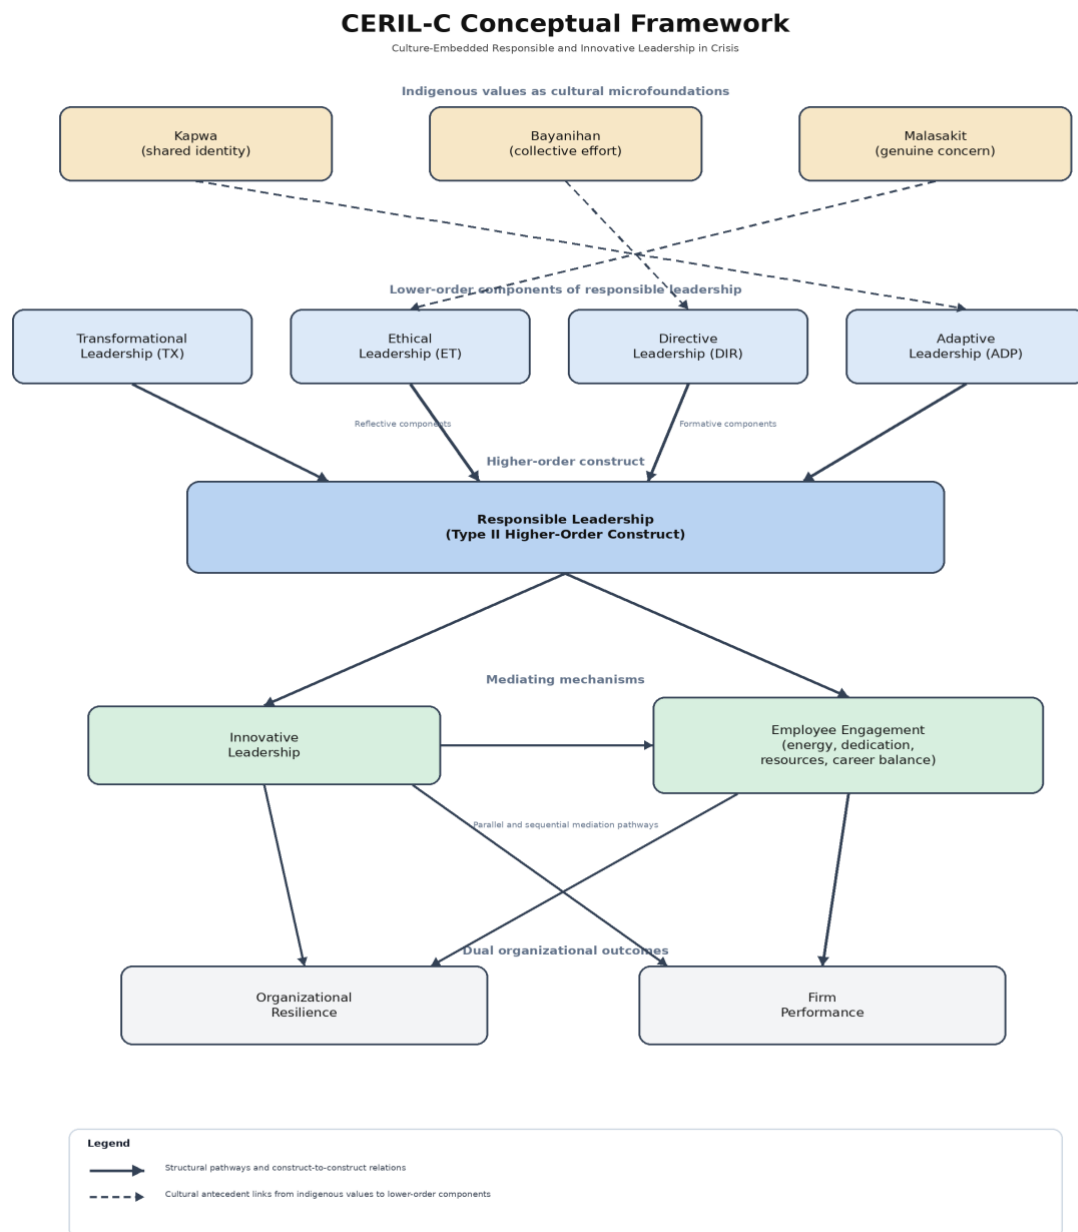 CERIL-C Conceptual Framework
Culture-Embedded Responsible and Innovative Leadership in Crisis
Indigenous values as cultural microfoundations
Kapwa
(shared identity)
Bayanihan
(collective effort)
Malasakit
(genuine concern)
Lower-order components of responsible leadership
Transformational
Leadership (TX)
Ethical
Leadership (ET)
Directive
Leadership (DIR)
Adaptive
Leadership (ADP)
Reflective components
Formative components
Higher-order construct
Responsible Leadership
(Type II Higher-Order Construct)
Mediating mechanisms
Innovative
Leadership
Employee Engagement
(energy, dedication,
resources, career balance)
Parallel and sequential mediation pathways
Dual organizational outcomes
Organizational
Resilience
Firm
Performance
Legend
Structural pathways and construct-to-construct relations
Cultural antecedent links from indigenous values to lower-order components